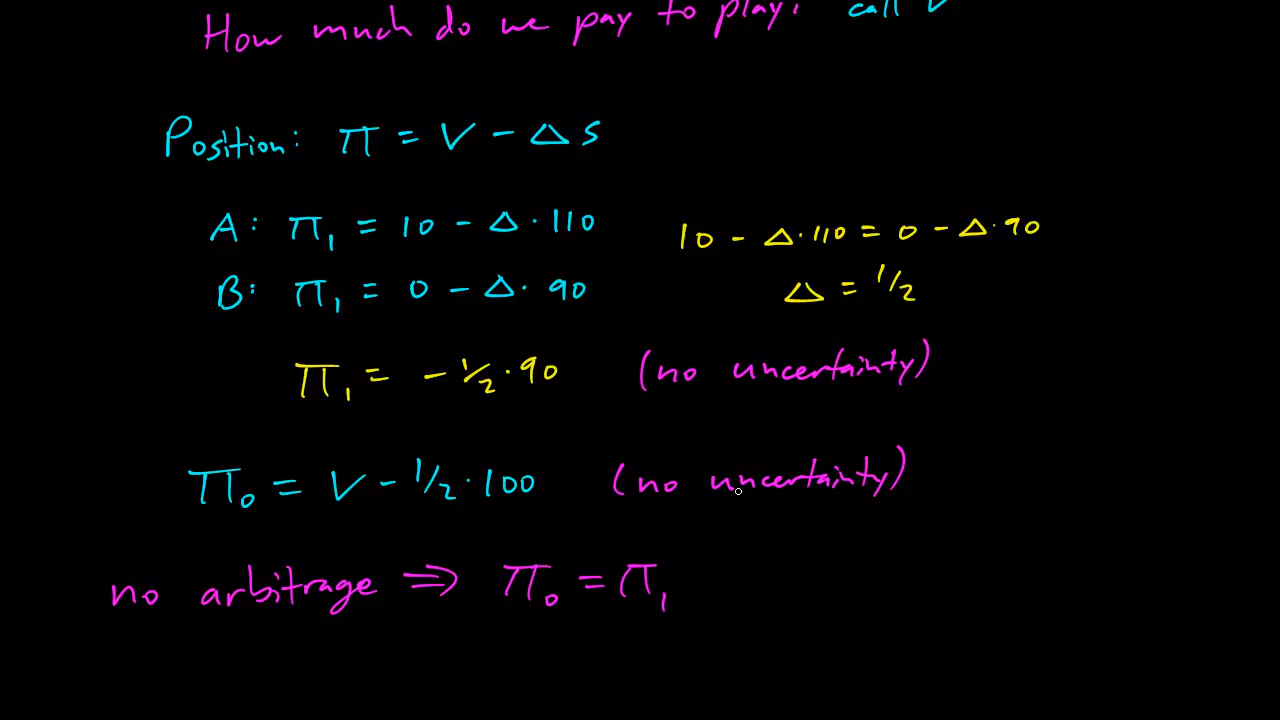 How much do we pay to play? call V
Position: Π = V - Δ S
A: Π₁ = 10 - Δ · 110
10 - Δ · 110 = 0 - Δ · 90
B: Π₁ = 0 - Δ · 90
Δ = 1/2
Π₁ = - 1/2 · 90 (no uncertainty)
Π₀ = V - 1/2 · 100 (no uncertainty)
no arbitrage ⇒ Π₀ = Π₁